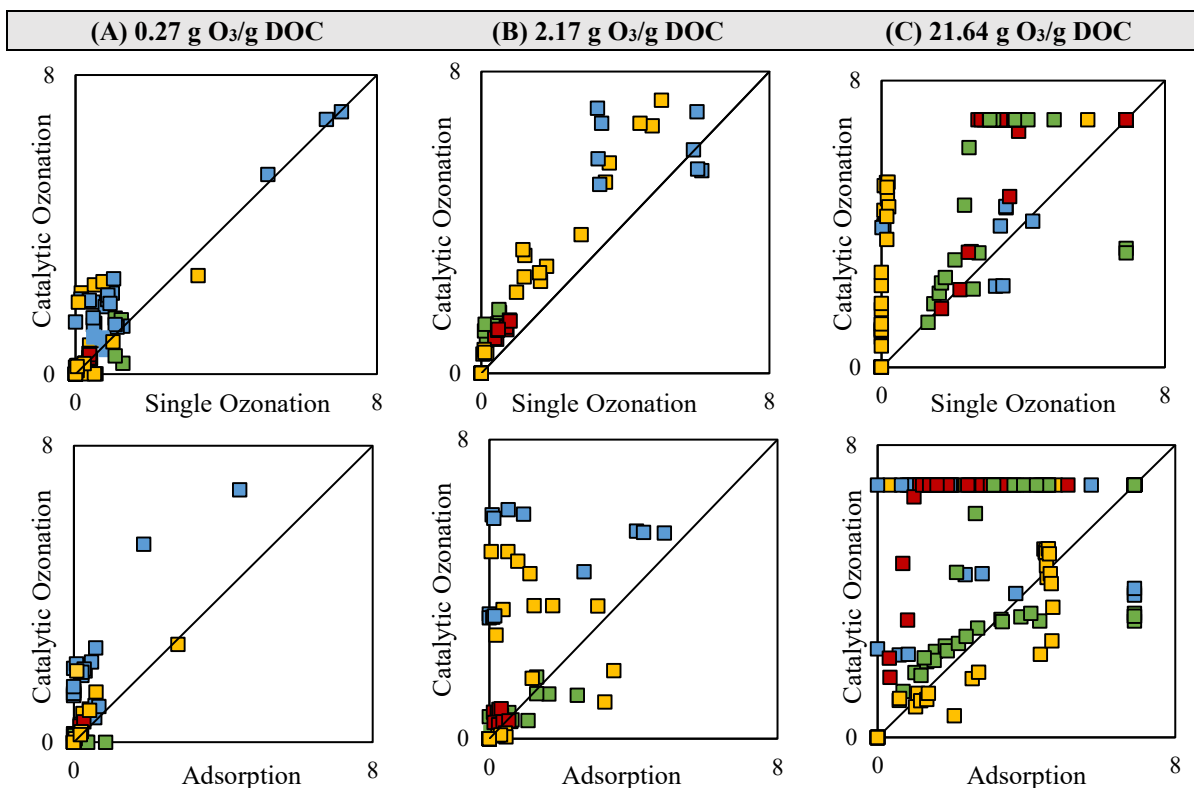 (A) 0.27 g O₃/g DOC
(B) 2.17 g O₃/g DOC
(C) 21.64 g O₃/g DOC
8
Catalytic Ozonation
0
0
Single Ozonation
8
8
Catalytic Ozonation
0
0
Single Ozonation
8
8
Catalytic Ozonation
0
0
Single Ozonation
8
8
Catalytic Ozonation
0
0
Adsorption
8
8
Catalytic Ozonation
0
0
Adsorption
8
8
Catalytic Ozonation
0
0
Adsorption
8